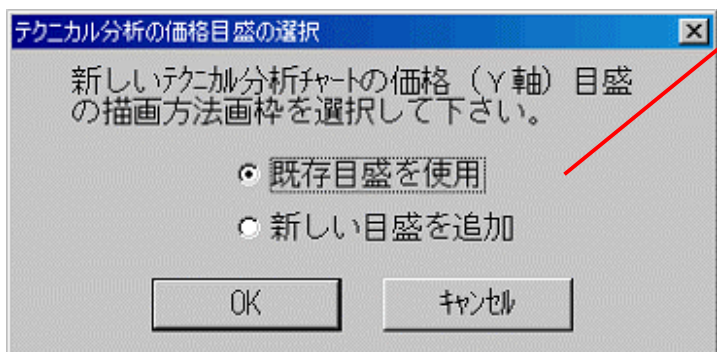 テクニカル分析の価格目盛の選択
新しいﾃｸﾆｶﾙ分析ﾁｬｰﾄの価格（Ｙ軸）目盛
の描画方法画枠を選択して下さい。
既存目盛を使用
新しい目盛を追加
OK
ｷｬﾝｾﾙ